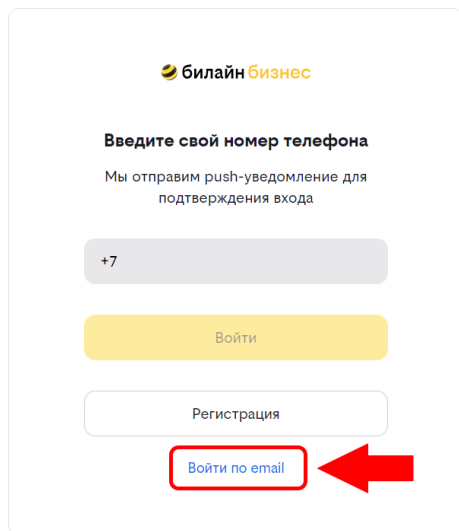 билайн бизнес
Введите свой номер телефона
Мы отправим push-уведомление для
подтверждения входа
+7
Войти
Регистрация
Войти по email